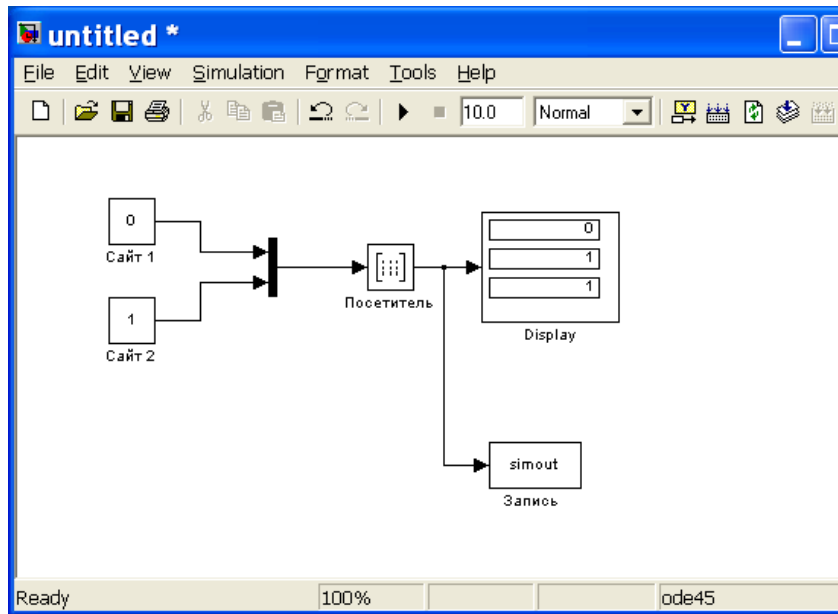 untitled *
File Edit View Simulation Format Tools Help
10.0 Normal
0
Сайт 1
1
Сайт 2
Посетитель
0
1
1
Display
simout
Запись
Ready 100% ode45